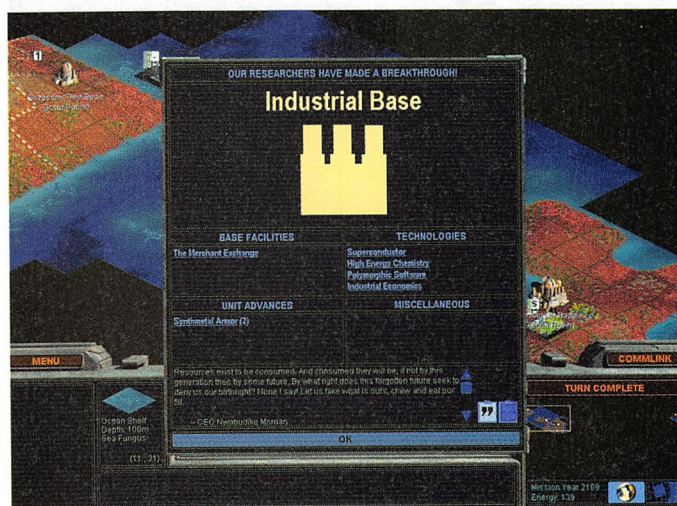 1
OUR RESEARCHERS HAVE MADE A BREAKTHROUGH!
Industrial Base
BASE FACILITIES
The Merchant Exchange
TECHNOLOGIES
Superconductor
High Energy Chemistry
Polymorphic Software
Industrial Economics
UNIT ADVANCES
Synthmetal Armor (2)
MISCELLANEOUS
MENU
COMMLINK
TURN COMPLETE
Resources exist to be consumed. And consumed they will be, if not by this
generation then by some future. By what right does this forgotten future seek to
deny us our birthright? None I say! Let us take what is ours, chew and eat our
fill.
-- CEO Nwabudike Morgan,
OK
Ocean Shelf
Depth: 100m
Sea Fungus
Mission Year 2169
Energy: 139